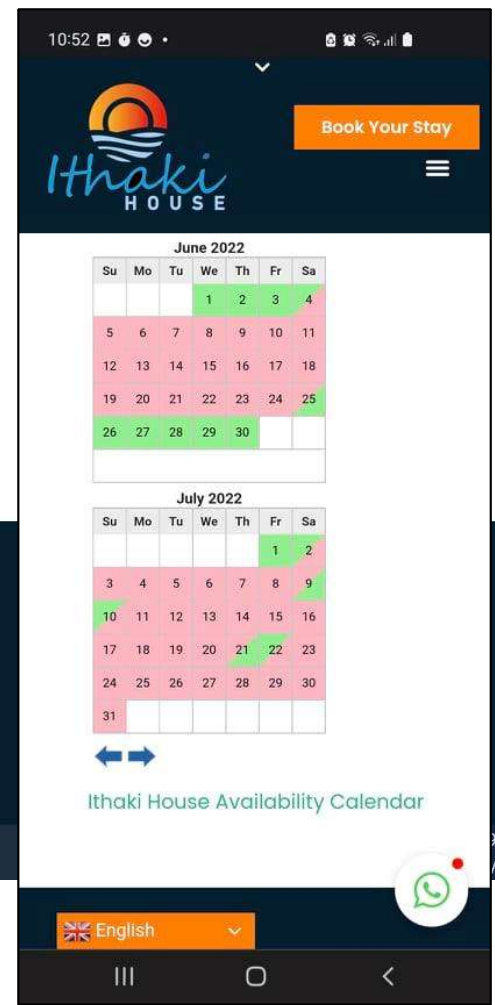 10:52
Book Your Stay
Ithaki
HOUSE
June 2022
Su Mo Tu We Th Fr Sa
1 2 3 4
5 6 7 8 9 10 11
12 13 14 15 16 17 18
19 20 21 22 23 24 25
26 27 28 29 30
July 2022
Su Mo Tu We Th Fr Sa
1 2
3 4 5 6 7 8 9
10 11 12 13 14 15 16
17 18 19 20 21 22 23
24 25 26 27 28 29 30
31
Ithaki House Availability Calendar
English